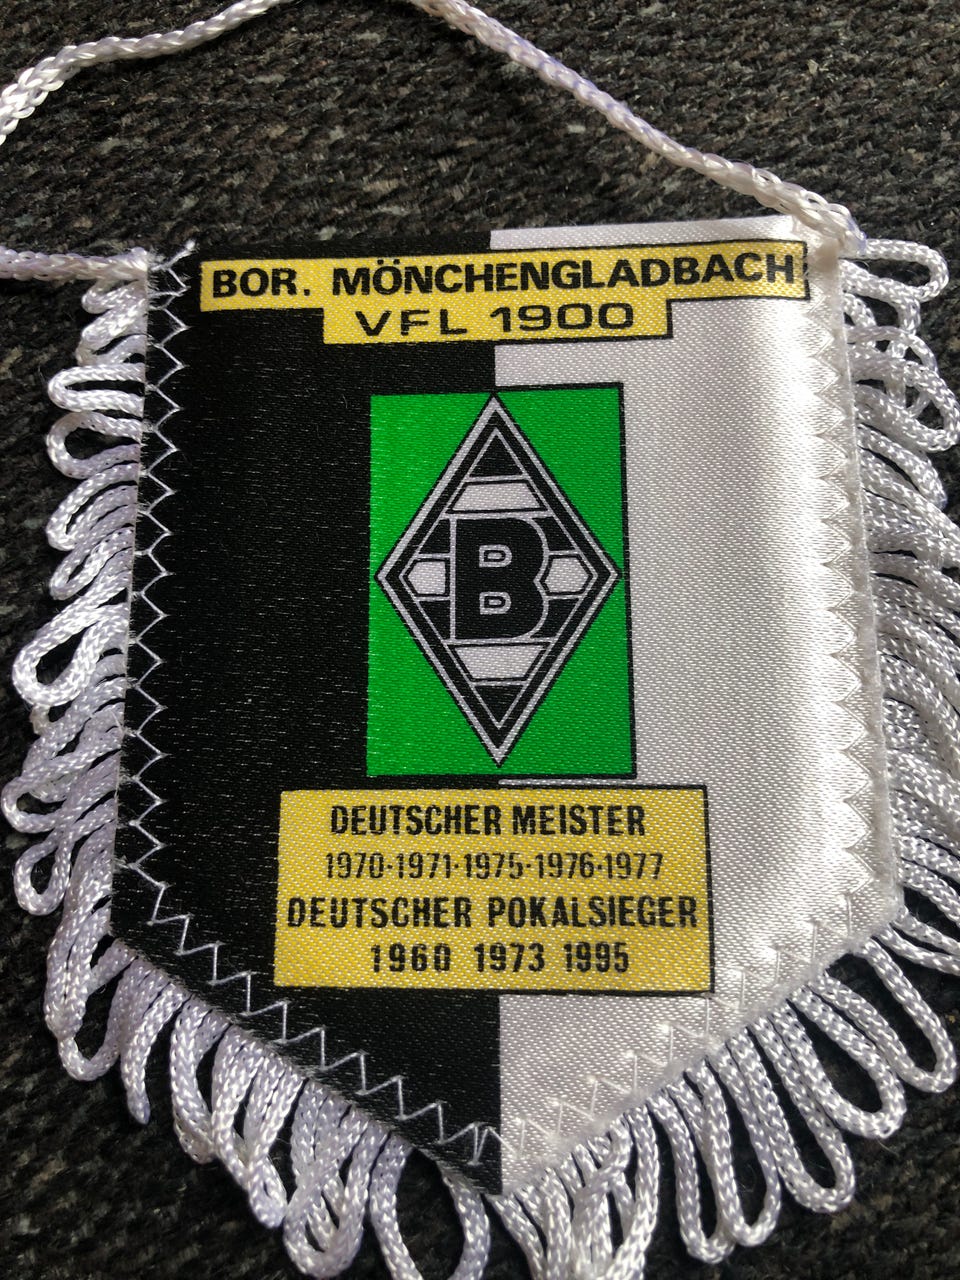 BOR. MÖNCHENGLADBACH
VFL 1900
B
DEUTSCHER MEISTER
1970·1971·1975·1976·1977
DEUTSCHER POKALSIEGER
1960 1973 1995